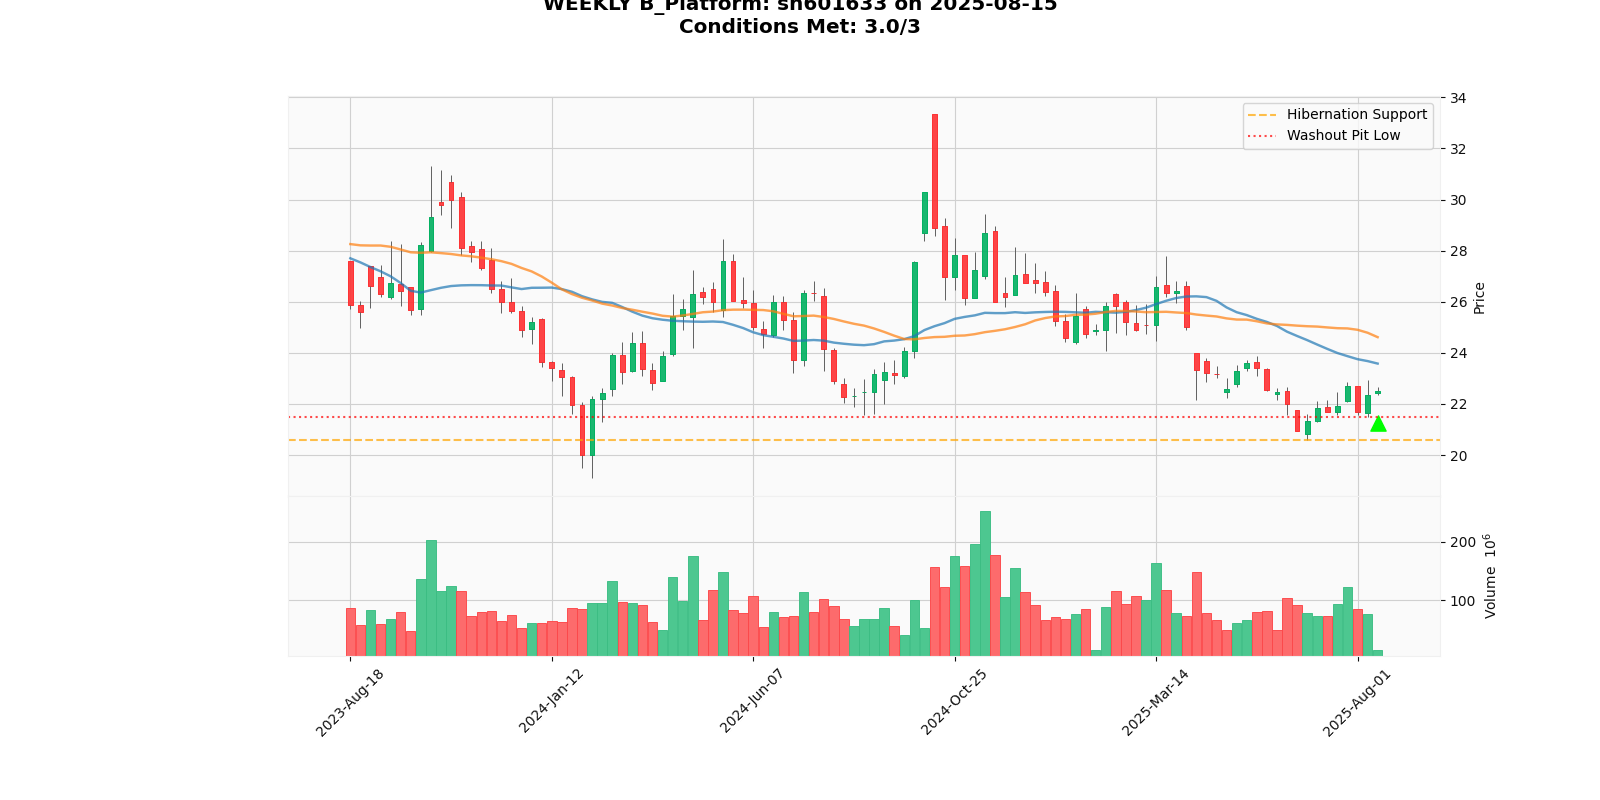 WEEKLY B_Platform: sh601633 on 2025-08-15
Conditions Met: 3.0/3
Hibernation Support
Washout Pit Low
34
32
30
28
26
24
22
20
Price
200
100
Volume 10⁶
2023-Aug-18
2024-Jan-12
2024-Jun-07
2024-Oct-25
2025-Mar-14
2025-Aug-01